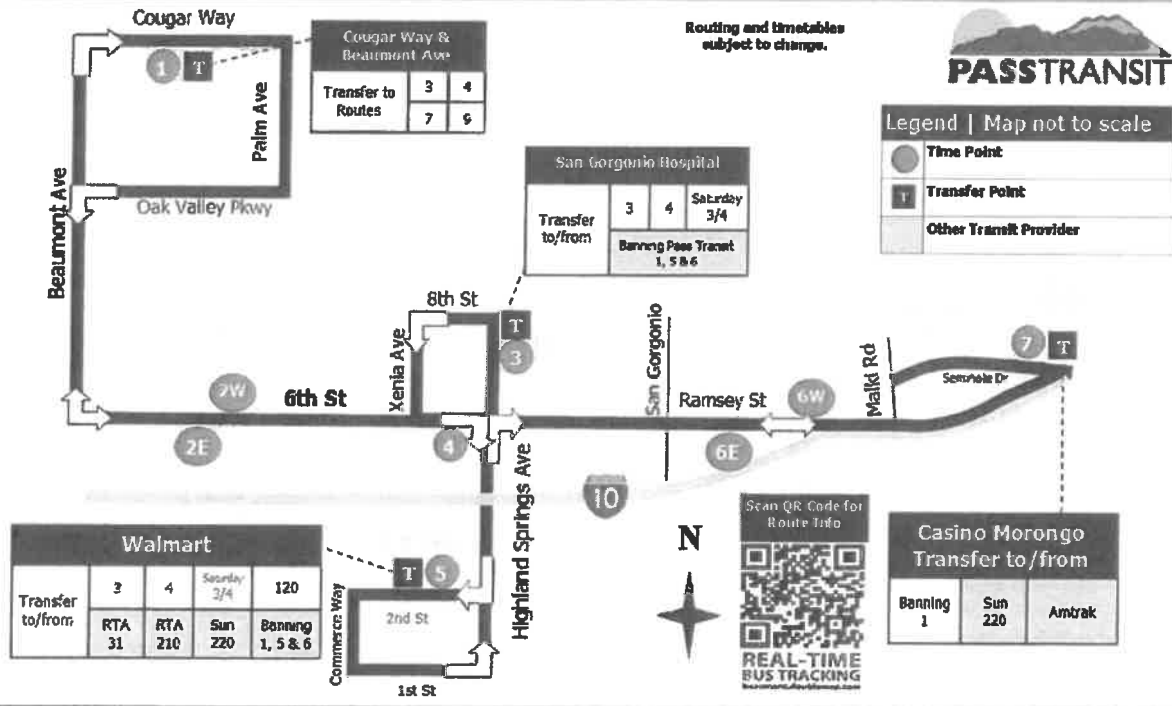 Cougar Way
1
T
Cougar Way &
Beaumont Ave
Transfer to
Routes
3 4
7 9
Palm Ave
Oak Valley Pkwy
Beaumont Ave
Routing and timetables
subject to change.
PASSTRANSIT
Legend | Map not to scale
Time Point
T
Transfer Point
Other Transit Provider
San Gorgonio Hospital
Transfer
to/from
3 4 Saturday
3/4
Banning Pass Transit
1, 5 & 6
8th St
T
3
Xenia Ave
2W
6th St
2E
4
San Gorgonio
Ramsey St
6W
6E
Malki Rd
7
T
Seminole Dr
Highland Springs Ave
10
Walmart
Transfer
to/from
3 4 Saturday
3/4 120
RTA
31
RTA
210
Sun
220
Banning
1, 5 & 6
T
5
2nd St
Commerce Way
1st St
N
Scan QR Code for
Route Info
REAL-TIME
BUS TRACKING
beaumont.doublemap.com
Casino Morongo
Transfer to/from
Banning
1
Sun
220
Amtrak